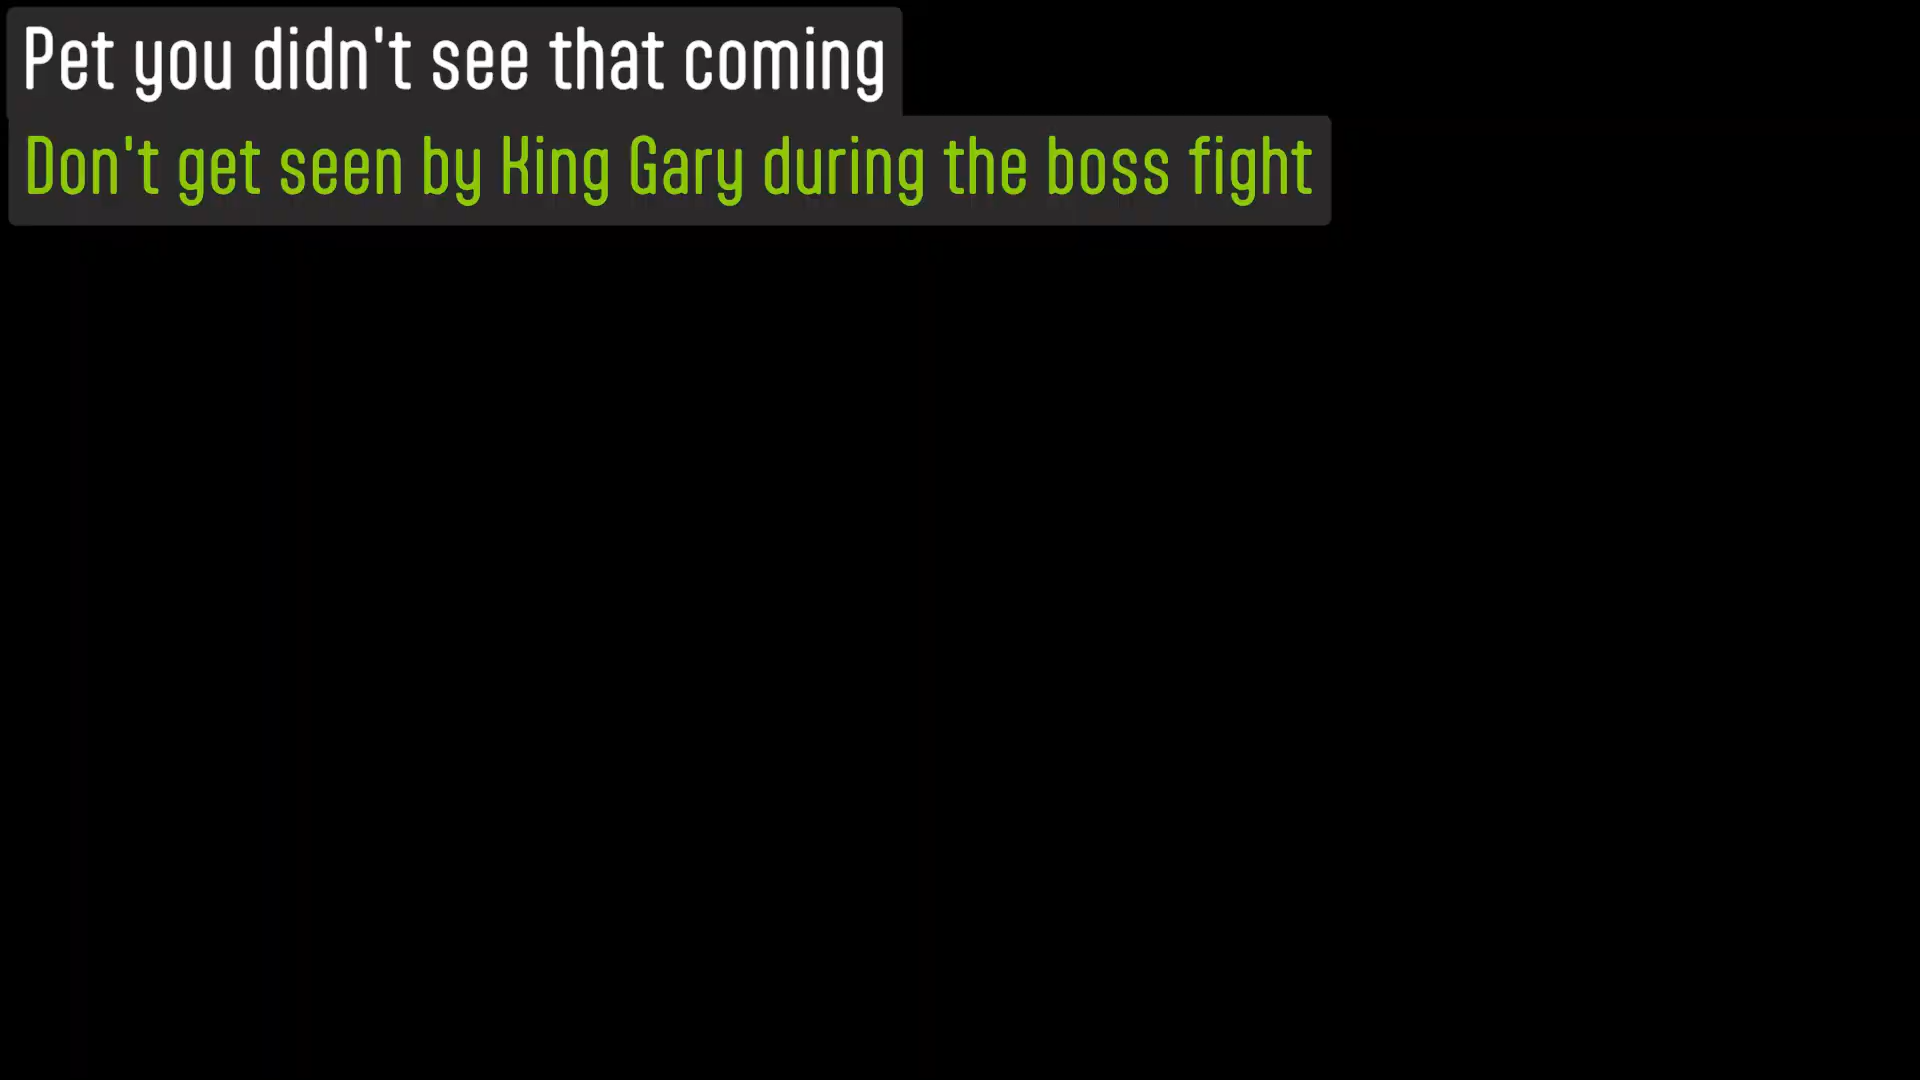 Pet you didn't see that coming
Don't get seen by King Gary during the boss fight